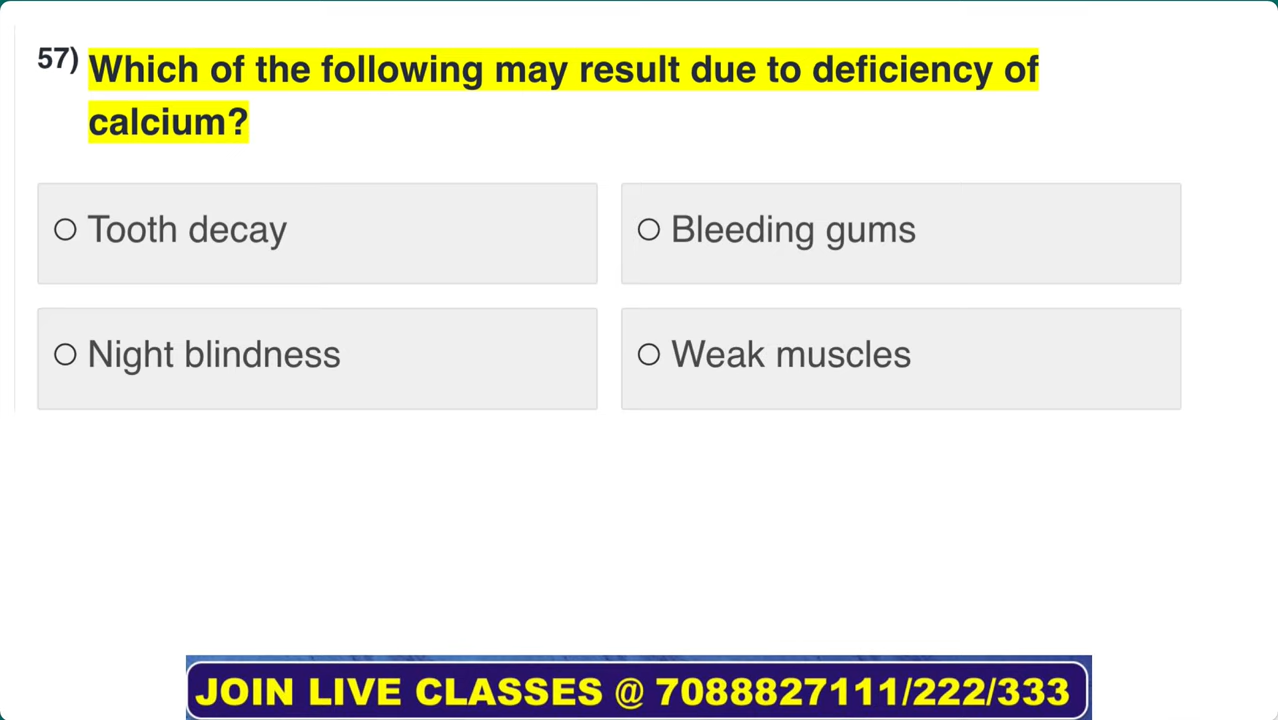 57) Which of the following may result due to deficiency of
calcium?
Tooth decay
Bleeding gums
Night blindness
Weak muscles
JOIN LIVE CLASSES @ 7088827111/222/333